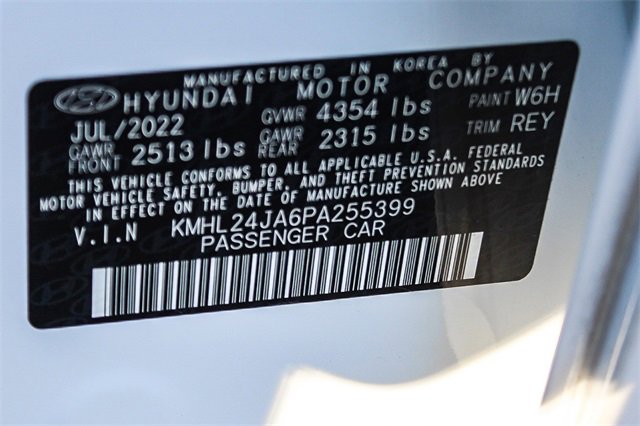 MANUFACTURED IN KOREA BY
HYUNDAI MOTOR COMPANY
JUL/2022 GVWR 4354 lbs PAINT W6H
GAWR FRONT 2513 lbs GAWR REAR 2315 lbs TRIM REY
THIS VEHICLE CONFORMS TO ALL APPLICABLE U.S.A. FEDERAL
MOTOR VEHICLE SAFETY, BUMPER, AND THEFT PREVENTION STANDARDS
IN EFFECT ON THE DATE OF MANUFACTURE SHOWN ABOVE
V.I.N KMHL24JA6PA255399
PASSENGER CAR